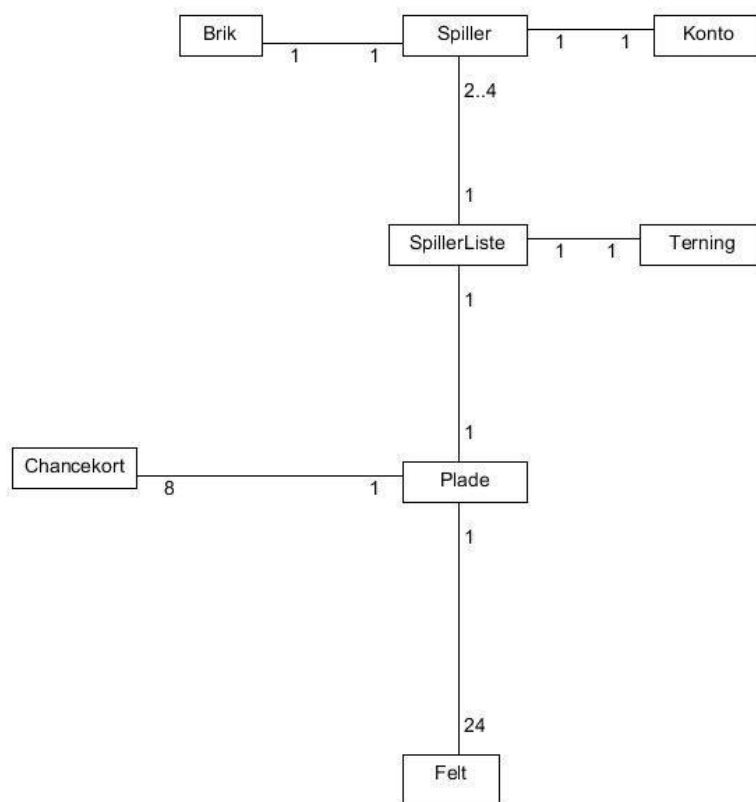 Brik
Spiller
Konto
1
1
1
1
2..4
1
SpillerListe
Terning
1
1
1
1
Chancekort
Plade
8
1
1
24
Felt